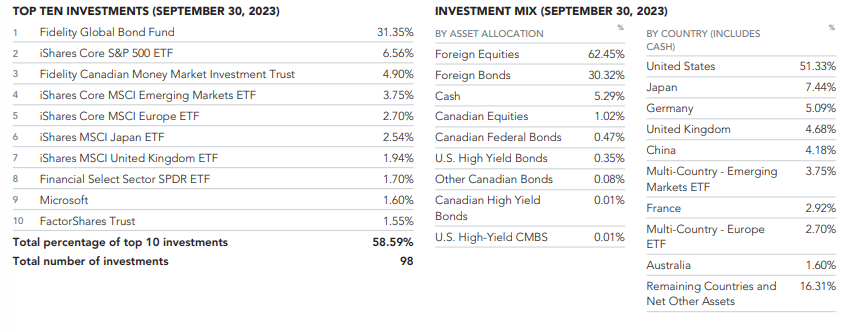 TOP TEN INVESTMENTS (SEPTEMBER 30, 2023)
1 Fidelity Global Bond Fund 31.35%
2 iShares Core S&P 500 ETF 6.56%
3 Fidelity Canadian Money Market Investment Trust 4.90%
4 iShares Core MSCI Emerging Markets ETF 3.75%
5 iShares Core MSCI Europe ETF 2.70%
6 iShares MSCI Japan ETF 2.54%
7 iShares MSCI United Kingdom ETF 1.94%
8 Financial Select Sector SPDR ETF 1.70%
9 Microsoft 1.60%
10 FactorShares Trust 1.55%
Total percentage of top 10 investments 58.59%
Total number of investments 98
INVESTMENT MIX (SEPTEMBER 30, 2023)
BY ASSET ALLOCATION %
Foreign Equities 62.45%
Foreign Bonds 30.32%
Cash 5.29%
Canadian Equities 1.02%
Canadian Federal Bonds 0.47%
U.S. High Yield Bonds 0.35%
Other Canadian Bonds 0.08%
Canadian High Yield 0.01%
Bonds
U.S. High-Yield CMBS 0.01%
BY COUNTRY (INCLUDES %
CASH)
United States 51.33%
Japan 7.44%
Germany 5.09%
United Kingdom 4.68%
China 4.18%
Multi-Country - Emerging 3.75%
Markets ETF
France 2.92%
Multi-Country - Europe 2.70%
ETF
Australia 1.60%
Remaining Countries and 16.31%
Net Other Assets